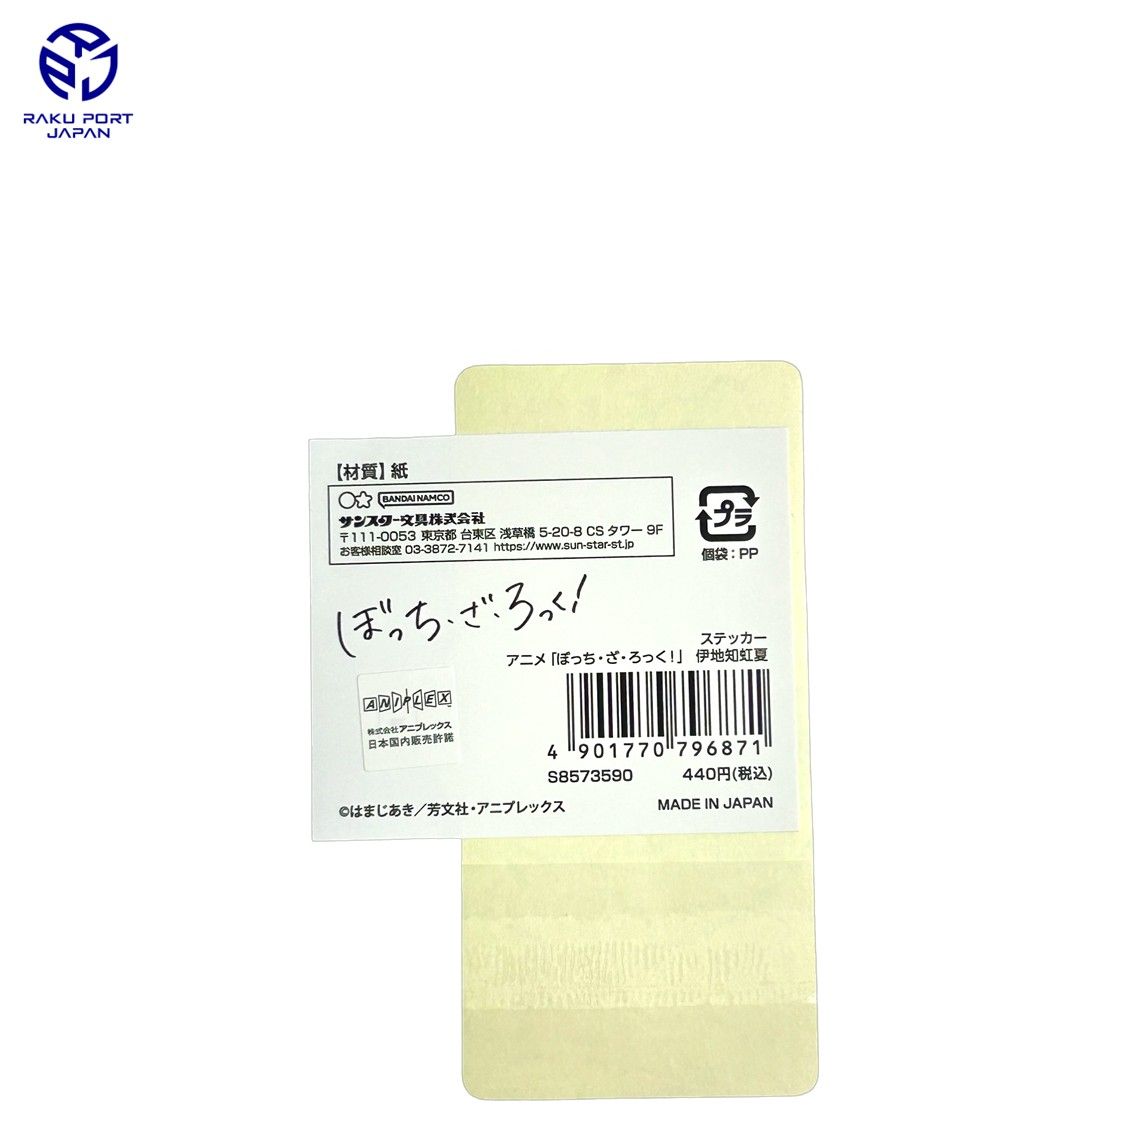 RAKU PORT
JAPAN
【材質】紙
BANDAI NAMCO
サンスター文具株式会社
〒111-0053 東京都 台東区 浅草橋 5-20-8 CS タワー 9F
お客様相談室 03-3872-7141 https://www.sun-star-st.jp
プラ
個袋：PP
ぼっち・ざ・ろっく！
ステッカー
アニメ「ぼっち・ざ・ろっく！」 伊地知虹夏
ANIPLEX
株式会社アニプレックス
日本国内販売許諾
4 901770 796871
S8573590 440円(税込)
©はまじあき／芳文社・アニプレックス
MADE IN JAPAN